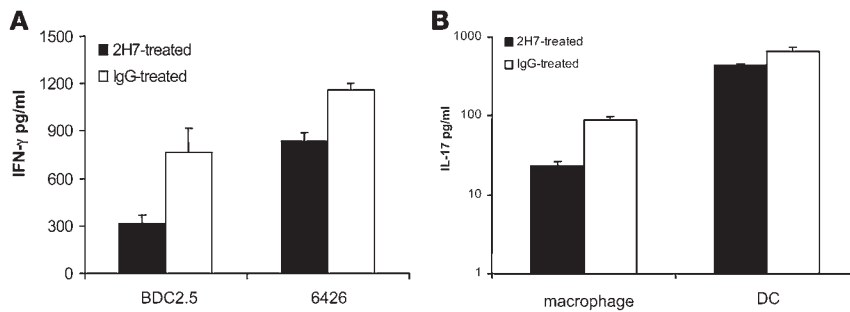 A
2H7-treated
IgG-treated
IFN-γ pg/ml
1500
1200
900
600
300
0
BDC2.5 6426
B
2H7-treated
IgG-treated
IL-17 pg/ml
1000
100
10
1
macrophage DC